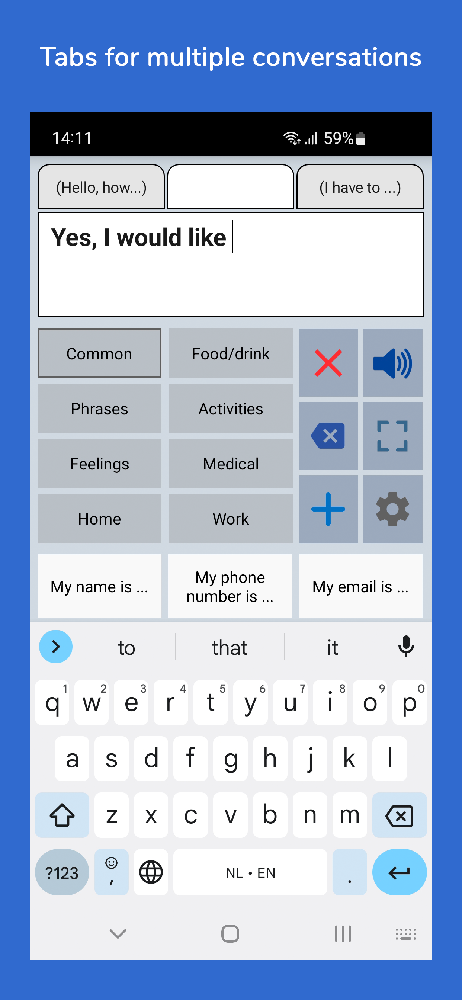 Tabs for multiple conversations
14:11 59%
(Hello, how...) (I have to ...)
Yes, I would like
Common Food/drink
Phrases Activities
Feelings Medical
Home Work
My name is ... My phone number is ... My email is ...
to that it
q1 w2 e3 r4 t5 y6 u7 i8 o9 p0
a s d f g h j k l
z x c v b n m
?123 , NL • EN .